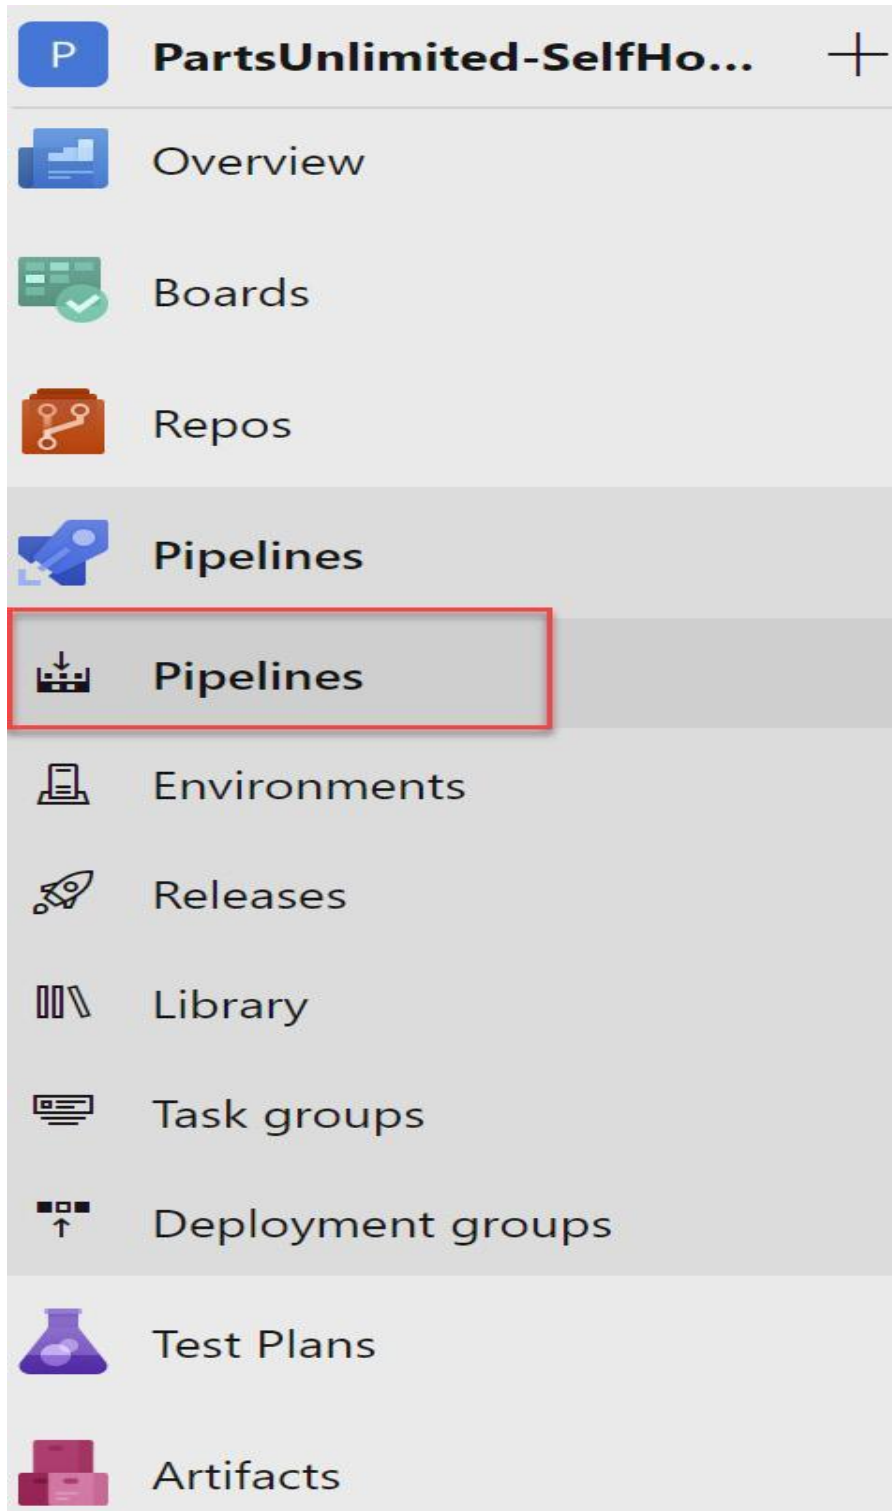 P PartsUnlimited-SelfHo... +
Overview
Boards
Repos
Pipelines
Pipelines
Environments
Releases
Library
Task groups
Deployment groups
Test Plans
Artifacts